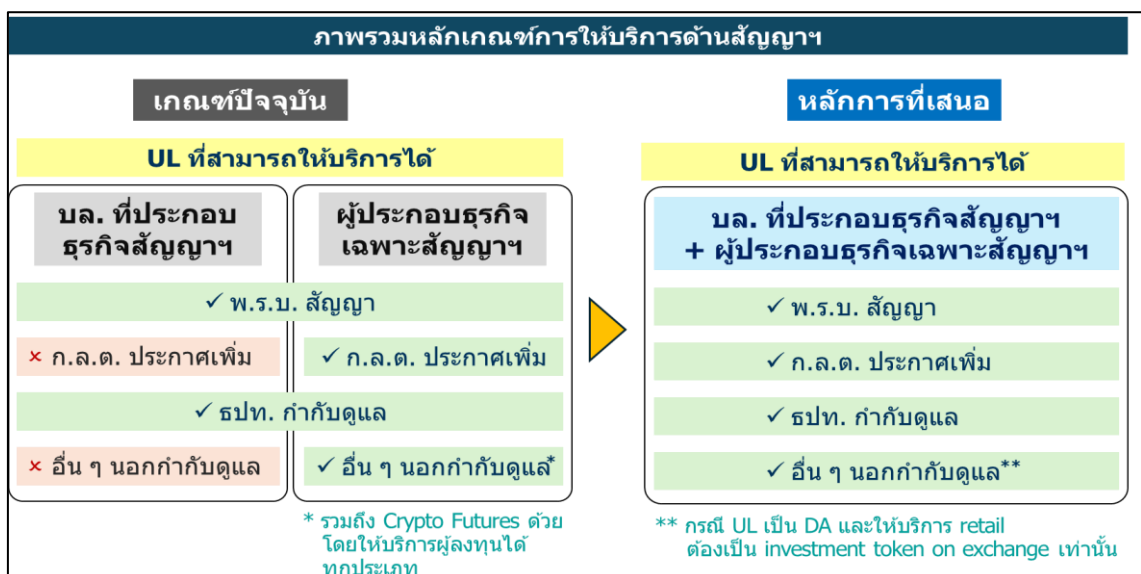 ภาพรวมหลักเกณฑ์การให้บริการด้านสัญญาฯ
เกณฑ์ปัจจุบัน
UL ที่สามารถให้บริการได้
บล. ที่ประกอบ
ธุรกิจสัญญาฯ
ผู้ประกอบธุรกิจ
เฉพาะสัญญาฯ
✓ พ.ร.บ. สัญญา
× ก.ล.ต. ประกาศเพิ่ม
✓ ก.ล.ต. ประกาศเพิ่ม
✓ ธปท. กำกับดูแล
× อื่น ๆ นอกกำกับดูแล
✓ อื่น ๆ นอกกำกับดูแล*
* รวมถึง Crypto Futures ด้วย
โดยให้บริการผู้ลงทุนได้
ทุกประเภท
หลักการที่เสนอ
UL ที่สามารถให้บริการได้
บล. ที่ประกอบธุรกิจสัญญาฯ
+ ผู้ประกอบธุรกิจเฉพาะสัญญาฯ
✓ พ.ร.บ. สัญญา
✓ ก.ล.ต. ประกาศเพิ่ม
✓ ธปท. กำกับดูแล
✓ อื่น ๆ นอกกำกับดูแล**
** กรณี UL เป็น DA และให้บริการ retail
ต้องเป็น investment token on exchange เท่านั้น